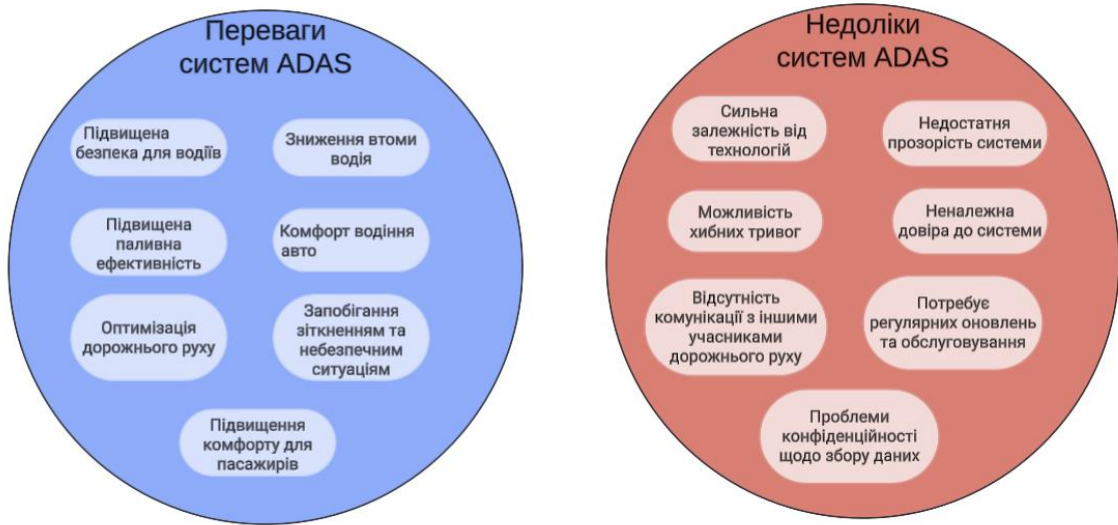 Переваги
систем ADAS
Підвищена
безпека для водіїв
Зниження втоми
водія
Підвищена
паливна
ефективність
Комфорт водіння
авто
Оптимізація
дорожнього руху
Запобігання
зіткненням та
небезпечним
ситуаціям
Підвищення
комфорту для
пасажирів
Недоліки
систем ADAS
Сильна
залежність від
технологій
Недостатня
прозорість системи
Можливість
хибних тривог
Неналежна
довіра до системи
Відсутність
комунікації з іншими
учасниками
дорожнього руху
Потребує
регулярних оновлень
та обслуговування
Проблеми
конфіденційності
щодо збору даних